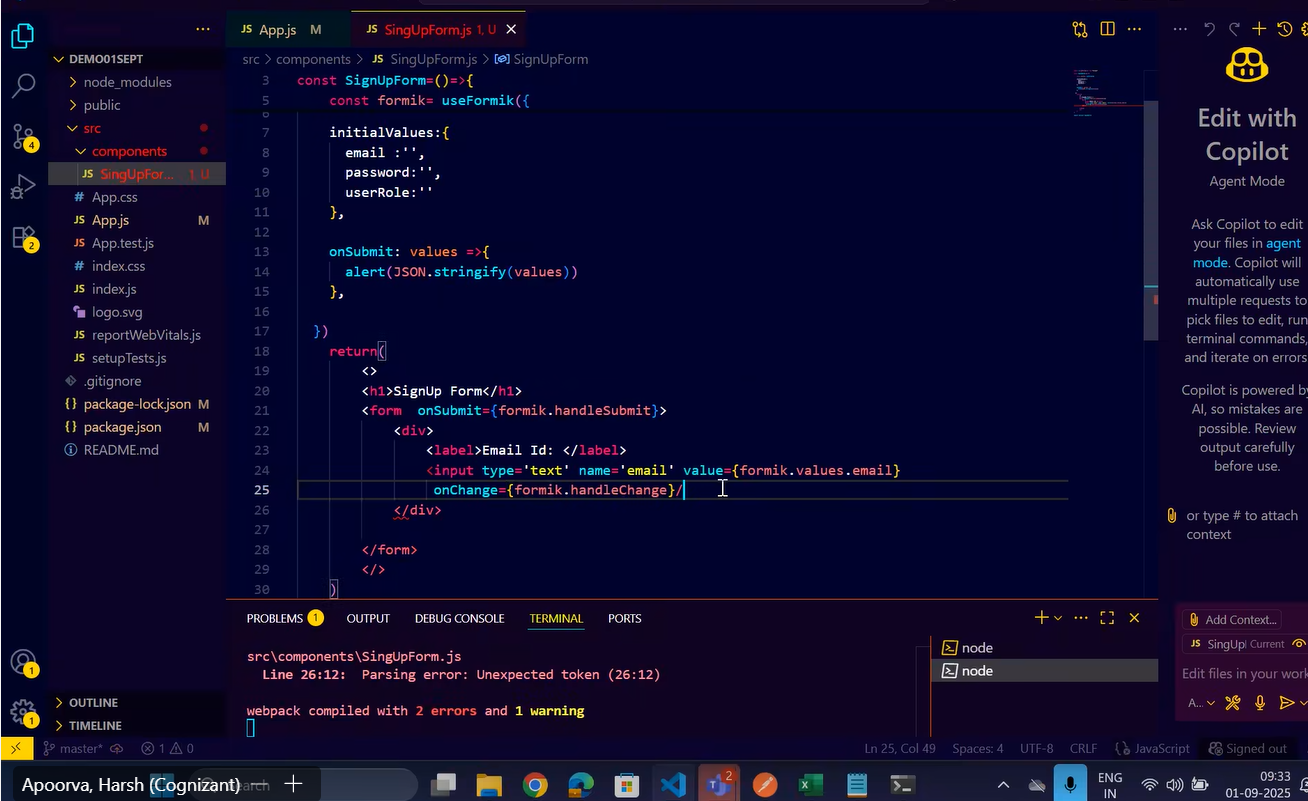 JS App.js M
JS SingUpForm.js 1, U
DEMO01SEPT
node_modules
public
src
components
JS SingUpFor... 1 U
# App.css
JS App.js M
JS App.test.js
# index.css
JS index.js
logo.svg
JS reportWebVitals.js
JS setupTests.js
.gitignore
{} package-lock.json M
{} package.json M
README.md
OUTLINE
TIMELINE
4
2
1
1
src > components > JS SingUpForm.js > SignUpForm
3 const SignUpForm=()=>{
5 const formik= useFormik({
6
7 initialValues:{
8 email :'',
9 password:'',
10 userRole:''
11 },
12
13 onSubmit: values =>{
14 alert(JSON.stringify(values))
15 },
16
17 })
18 return(
19 <>
20 <h1>SignUp Form</h1>
21 <form  onSubmit={formik.handleSubmit}>
22 <div>
23 <label>Email Id: </label>
24 <input type='text' name='email' value={formik.values.email}
25 onChange={formik.handleChange}/
26 </div>
27
28 </form>
29 </>
30 )
PROBLEMS 1 OUTPUT DEBUG CONSOLE TERMINAL PORTS
src\components\SingUpForm.js
Line 26:12:  Parsing error: Unexpected token (26:12)
webpack compiled with 2 errors and 1 warning
node
node
Edit with
Copilot
Agent Mode
Ask Copilot to edit
your files in agent
mode. Copilot will
automatically use
multiple requests to
pick files to edit, run
terminal commands,
and iterate on errors
Copilot is powered by
AI, so mistakes are
possible. Review
output carefully
before use.
or type # to attach
context
Add Context...
JS SingUp Current
Edit files in your work
A...
master* 1 0
Ln 25, Col 49 Spaces: 4 UTF-8 CRLF {} JavaScript Signed out
Apoorva, Harsh (Cognizant)
2
ENG
IN
09:33
01-09-2025